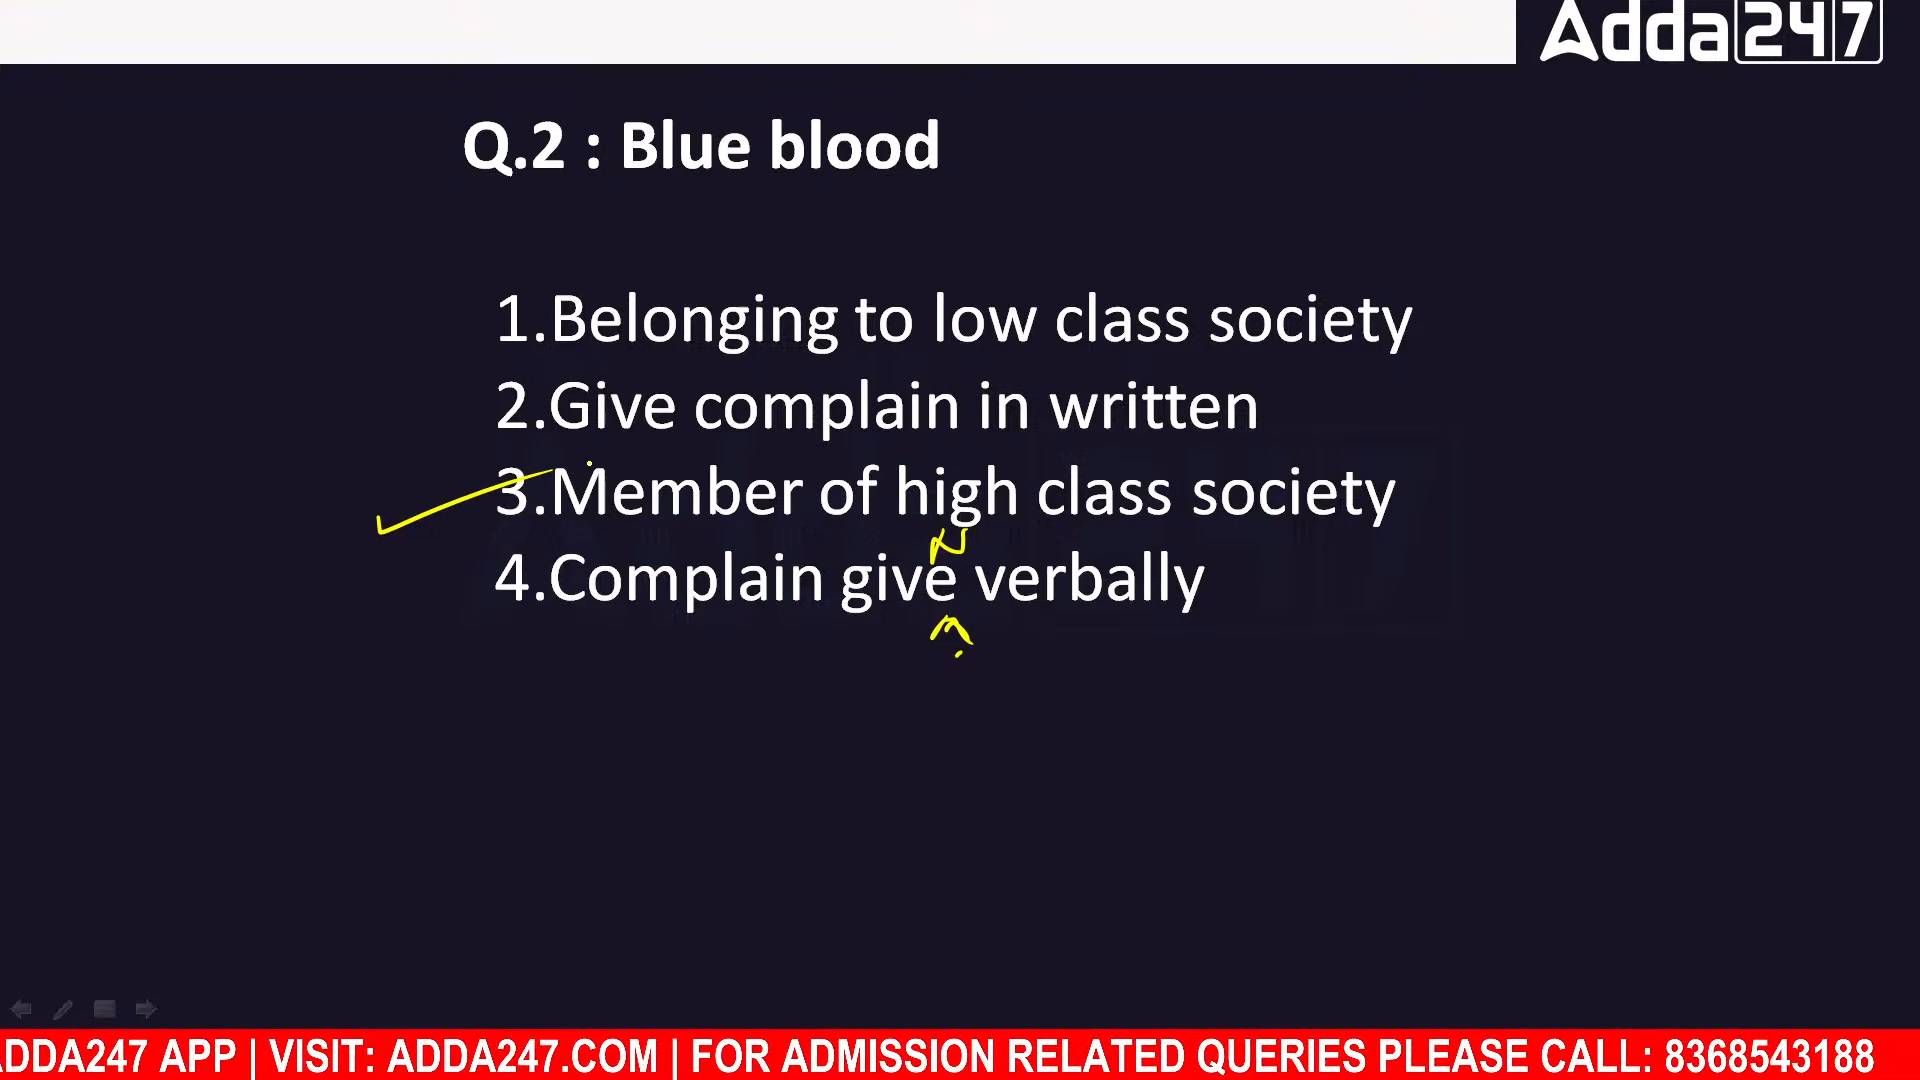 Adda247
Q.2 : Blue blood
1.Belonging to low class society
2.Give complain in written
3.Member of high class society
4.Complain give verbally
ADDA247 APP | VISIT: ADDA247.COM | FOR ADMISSION RELATED QUERIES PLEASE CALL: 8368543188